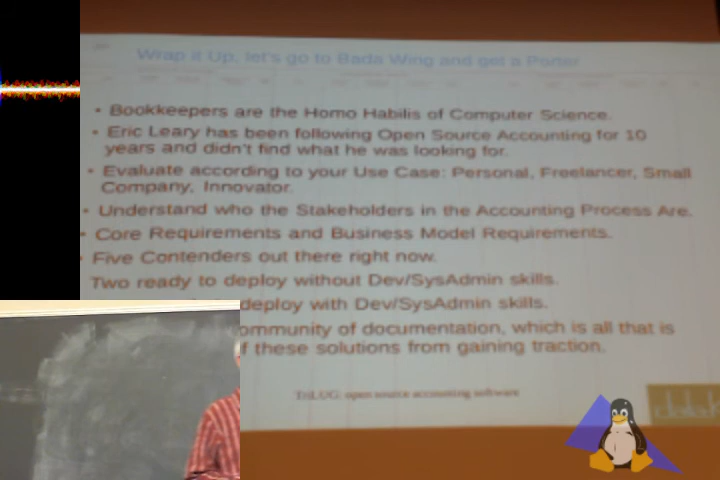 Wrap it Up, let's go to Bada Wing and get a Porter
• Bookkeepers are the Homo Habilis of Computer Science.
• Eric Leary has been following Open Source Accounting for 10
years and didn't find what he was looking for.
• Evaluate according to your Use Case: Personal, Freelancer, Small
Company, Innovator.
• Understand who the Stakeholders in the Accounting Process Are.
• Core Requirements and Business Model Requirements.
• Five Contenders out there right now.
Two ready to deploy without Dev/SysAdmin skills.
deploy with Dev/SysAdmin skills.
ommunity of documentation, which is all that is
f these solutions from gaining traction.
TriLUG: open source accounting software